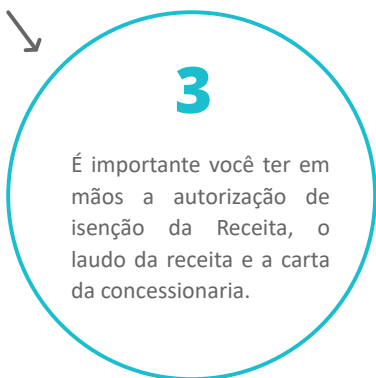 3
É importante você ter em
mãos a autorização de
isenção da Receita, o
laudo da receita e a carta
da concessionaria.